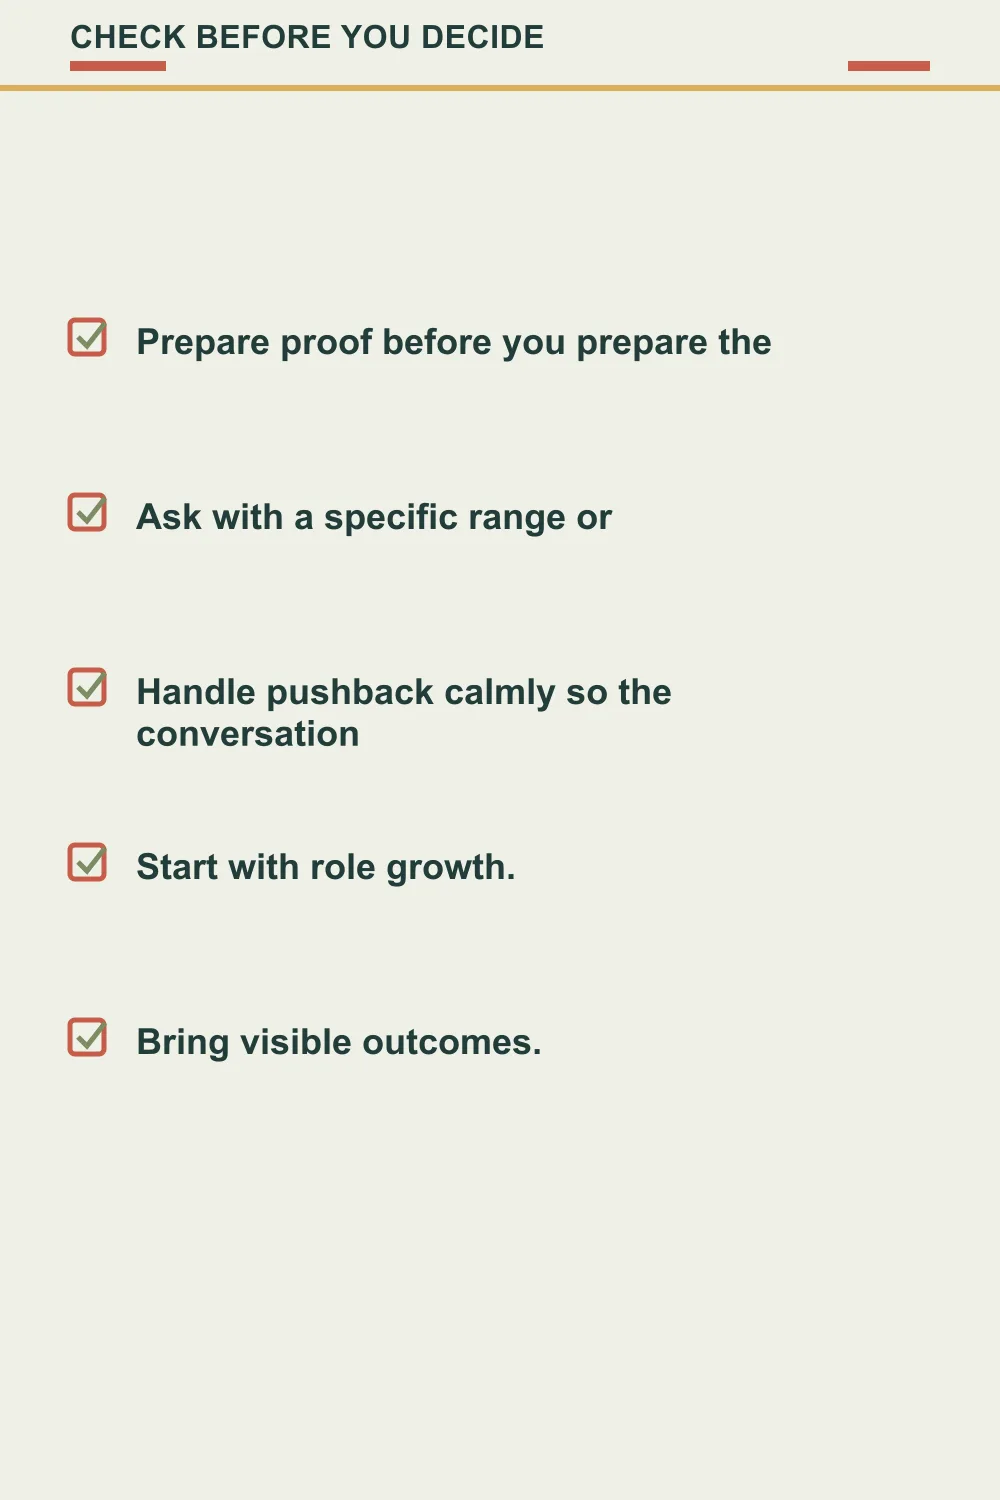 CHECK BEFORE YOU DECIDE
Prepare proof before you prepare the
Ask with a specific range or
Handle pushback calmly so the
conversation
Start with role growth.
Bring visible outcomes.